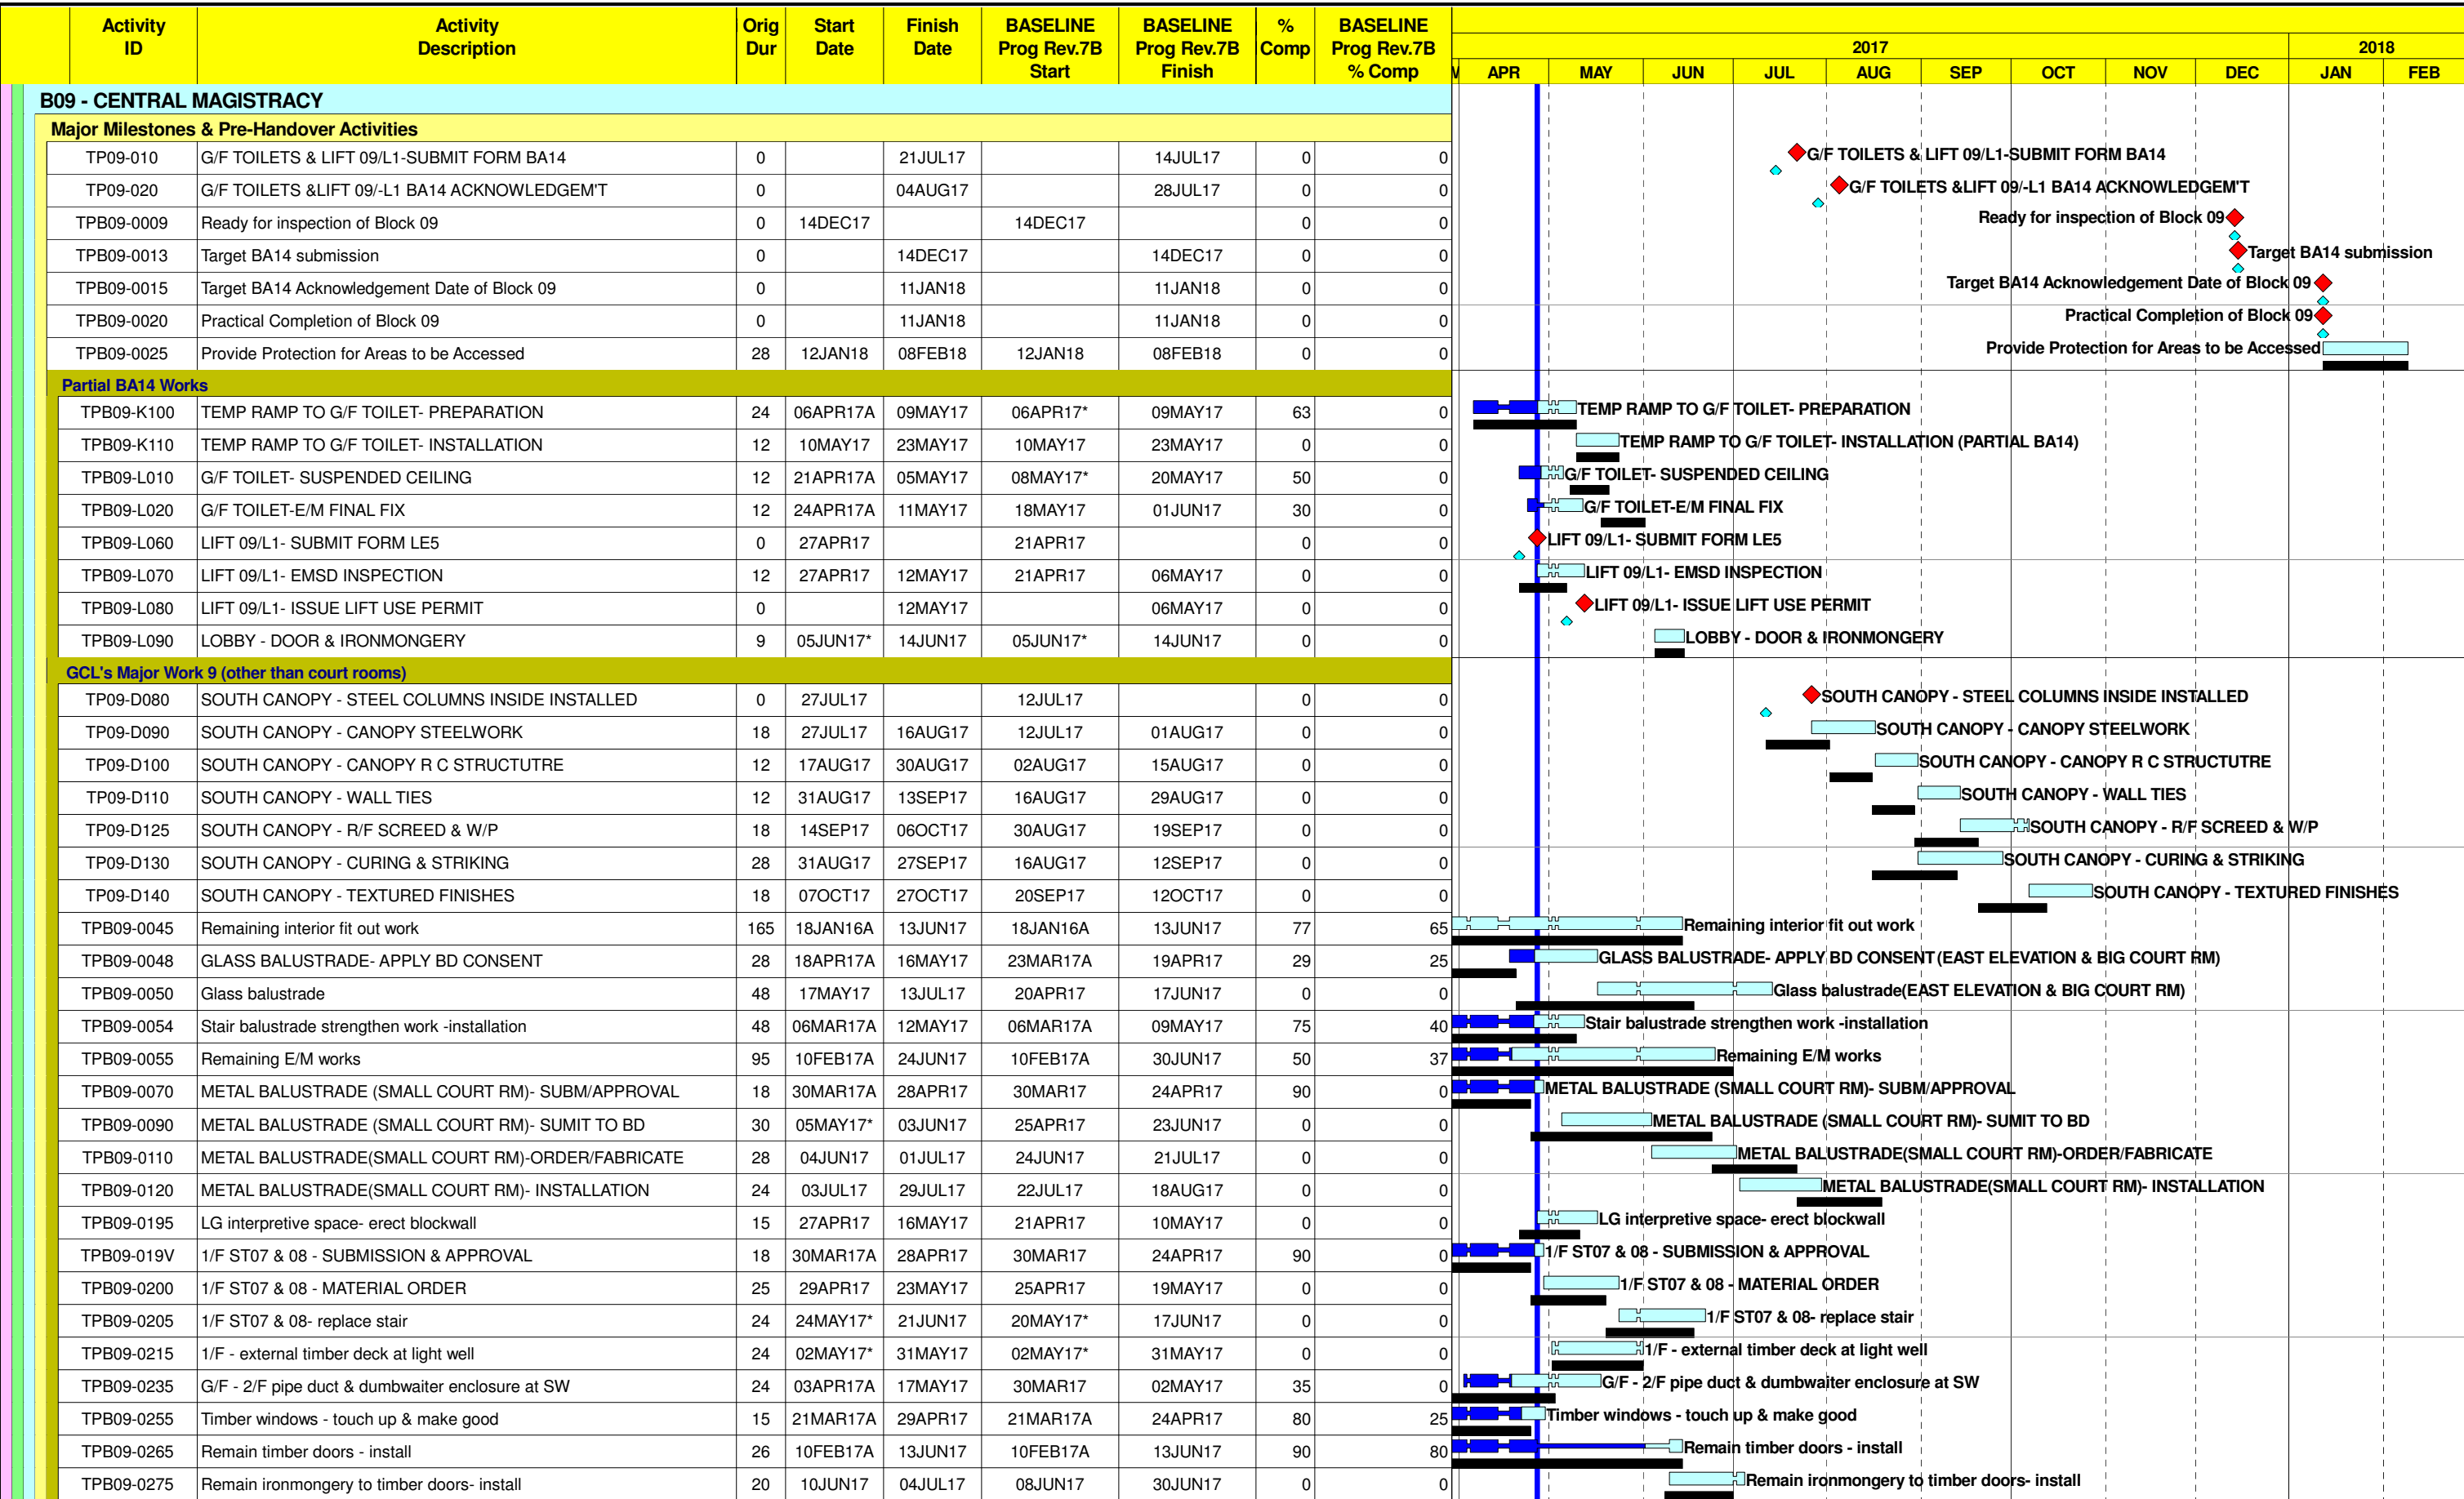 Activity ID Activity Description Orig Dur Start Date Finish Date BASELINE Prog Rev.7B Start BASELINE Prog Rev.7B Finish % Comp BASELINE Prog Rev.7B % Comp
2017 2018
APR MAY JUN JUL AUG SEP OCT NOV DEC JAN FEB
B09 - CENTRAL MAGISTRACY
Major Milestones & Pre-Handover Activities
TP09-010 G/F TOILETS & LIFT 09/L1-SUBMIT FORM BA14 0 21JUL17 14JUL17 0 0 G/F TOILETS & LIFT 09/L1-SUBMIT FORM BA14
TP09-020 G/F TOILETS &LIFT 09/-L1 BA14 ACKNOWLEDGEM'T 0 04AUG17 28JUL17 0 0 G/F TOILETS &LIFT 09/-L1 BA14 ACKNOWLEDGEM'T
TPB09-0009 Ready for inspection of Block 09 0 14DEC17 14DEC17 0 0 Ready for inspection of Block 09
TPB09-0013 Target BA14 submission 0 14DEC17 14DEC17 0 0 Target BA14 submission
TPB09-0015 Target BA14 Acknowledgement Date of Block 09 0 11JAN18 11JAN18 0 0 Target BA14 Acknowledgement Date of Block 09
TPB09-0020 Practical Completion of Block 09 0 11JAN18 11JAN18 0 0 Practical Completion of Block 09
TPB09-0025 Provide Protection for Areas to be Accessed 28 12JAN18 08FEB18 12JAN18 08FEB18 0 0 Provide Protection for Areas to be Accessed
Partial BA14 Works
TPB09-K100 TEMP RAMP TO G/F TOILET- PREPARATION 24 06APR17A 09MAY17 06APR17* 09MAY17 63 0 TEMP RAMP TO G/F TOILET- PREPARATION
TPB09-K110 TEMP RAMP TO G/F TOILET- INSTALLATION 12 10MAY17 23MAY17 10MAY17 23MAY17 0 0 TEMP RAMP TO G/F TOILET- INSTALLATION (PARTIAL BA14)
TPB09-L010 G/F TOILET- SUSPENDED CEILING 12 21APR17A 05MAY17 08MAY17* 20MAY17 50 0 G/F TOILET- SUSPENDED CEILING
TPB09-L020 G/F TOILET-E/M FINAL FIX 12 24APR17A 11MAY17 18MAY17 01JUN17 30 0 G/F TOILET-E/M FINAL FIX
TPB09-L060 LIFT 09/L1- SUBMIT FORM LE5 0 27APR17 21APR17 0 0 LIFT 09/L1- SUBMIT FORM LE5
TPB09-L070 LIFT 09/L1- EMSD INSPECTION 12 27APR17 12MAY17 21APR17 06MAY17 0 0 LIFT 09/L1- EMSD INSPECTION
TPB09-L080 LIFT 09/L1- ISSUE LIFT USE PERMIT 0 12MAY17 06MAY17 0 0 LIFT 09/L1- ISSUE LIFT USE PERMIT
TPB09-L090 LOBBY - DOOR & IRONMONGERY 9 05JUN17* 14JUN17 05JUN17* 14JUN17 0 0 LOBBY - DOOR & IRONMONGERY
GCL's Major Work 9 (other than court rooms)
TP09-D080 SOUTH CANOPY - STEEL COLUMNS INSIDE INSTALLED 0 27JUL17 12JUL17 0 0 SOUTH CANOPY - STEEL COLUMNS INSIDE INSTALLED
TP09-D090 SOUTH CANOPY - CANOPY STEELWORK 18 27JUL17 16AUG17 12JUL17 01AUG17 0 0 SOUTH CANOPY - CANOPY STEELWORK
TP09-D100 SOUTH CANOPY - CANOPY R C STRUCTUTRE 12 17AUG17 30AUG17 02AUG17 15AUG17 0 0 SOUTH CANOPY - CANOPY R C STRUCTUTRE
TP09-D110 SOUTH CANOPY - WALL TIES 12 31AUG17 13SEP17 16AUG17 29AUG17 0 0 SOUTH CANOPY - WALL TIES
TP09-D125 SOUTH CANOPY - R/F SCREED & W/P 18 14SEP17 06OCT17 30AUG17 19SEP17 0 0 SOUTH CANOPY - R/F SCREED & W/P
TP09-D130 SOUTH CANOPY - CURING & STRIKING 28 31AUG17 27SEP17 16AUG17 12SEP17 0 0 SOUTH CANOPY - CURING & STRIKING
TP09-D140 SOUTH CANOPY - TEXTURED FINISHES 18 07OCT17 27OCT17 20SEP17 12OCT17 0 0 SOUTH CANOPY - TEXTURED FINISHES
TPB09-0045 Remaining interior fit out work 165 18JAN16A 13JUN17 18JAN16A 13JUN17 77 65 Remaining interior fit out work
TPB09-0048 GLASS BALUSTRADE- APPLY BD CONSENT 28 18APR17A 16MAY17 23MAR17A 19APR17 29 25 GLASS BALUSTRADE- APPLY BD CONSENT (EAST ELEVATION & BIG COURT RM)
TPB09-0050 Glass balustrade 48 17MAY17 13JUL17 20APR17 17JUN17 0 0 Glass balustrade(EAST ELEVATION & BIG COURT RM)
TPB09-0054 Stair balustrade strengthen work -installation 48 06MAR17A 12MAY17 06MAR17A 09MAY17 75 40 Stair balustrade strengthen work -installation
TPB09-0055 Remaining E/M works 95 10FEB17A 24JUN17 10FEB17A 30JUN17 50 37 Remaining E/M works
TPB09-0070 METAL BALUSTRADE (SMALL COURT RM)- SUBM/APPROVAL 18 30MAR17A 28APR17 30MAR17 24APR17 90 0 METAL BALUSTRADE (SMALL COURT RM)- SUBM/APPROVAL
TPB09-0090 METAL BALUSTRADE (SMALL COURT RM)- SUMIT TO BD 30 05MAY17* 03JUN17 25APR17 23JUN17 0 0 METAL BALUSTRADE (SMALL COURT RM)- SUMIT TO BD
TPB09-0110 METAL BALUSTRADE(SMALL COURT RM)-ORDER/FABRICATE 28 04JUN17 01JUL17 24JUN17 21JUL17 0 0 METAL BALUSTRADE(SMALL COURT RM)-ORDER/FABRICATE
TPB09-0120 METAL BALUSTRADE(SMALL COURT RM)- INSTALLATION 24 03JUL17 29JUL17 22JUL17 18AUG17 0 0 METAL BALUSTRADE(SMALL COURT RM)- INSTALLATION
TPB09-0195 LG interpretive space- erect blockwall 15 27APR17 16MAY17 21APR17 10MAY17 0 0 LG interpretive space- erect blockwall
TPB09-019V 1/F ST07 & 08 - SUBMISSION & APPROVAL 18 30MAR17A 28APR17 30MAR17 24APR17 90 0 1/F ST07 & 08 - SUBMISSION & APPROVAL
TPB09-0200 1/F ST07 & 08 - MATERIAL ORDER 25 29APR17 23MAY17 25APR17 19MAY17 0 0 1/F ST07 & 08 - MATERIAL ORDER
TPB09-0205 1/F ST07 & 08- replace stair 24 24MAY17* 21JUN17 20MAY17* 17JUN17 0 0 1/F ST07 & 08- replace stair
TPB09-0215 1/F - external timber deck at light well 24 02MAY17* 31MAY17 02MAY17* 31MAY17 0 0 1/F - external timber deck at light well
TPB09-0235 G/F - 2/F pipe duct & dumbwaiter enclosure at SW 24 03APR17A 17MAY17 30MAR17 02MAY17 35 0 G/F - 2/F pipe duct & dumbwaiter enclosure at SW
TPB09-0255 Timber windows - touch up & make good 15 21MAR17A 29APR17 21MAR17A 24APR17 80 25 Timber windows - touch up & make good
TPB09-0265 Remain timber doors - install 26 10FEB17A 13JUN17 10FEB17A 13JUN17 90 80 Remain timber doors - install
TPB09-0275 Remain ironmongery to timber doors- install 20 10JUN17 04JUL17 08JUN17 30JUN17 0 0 Remain ironmongery to timber doors- install